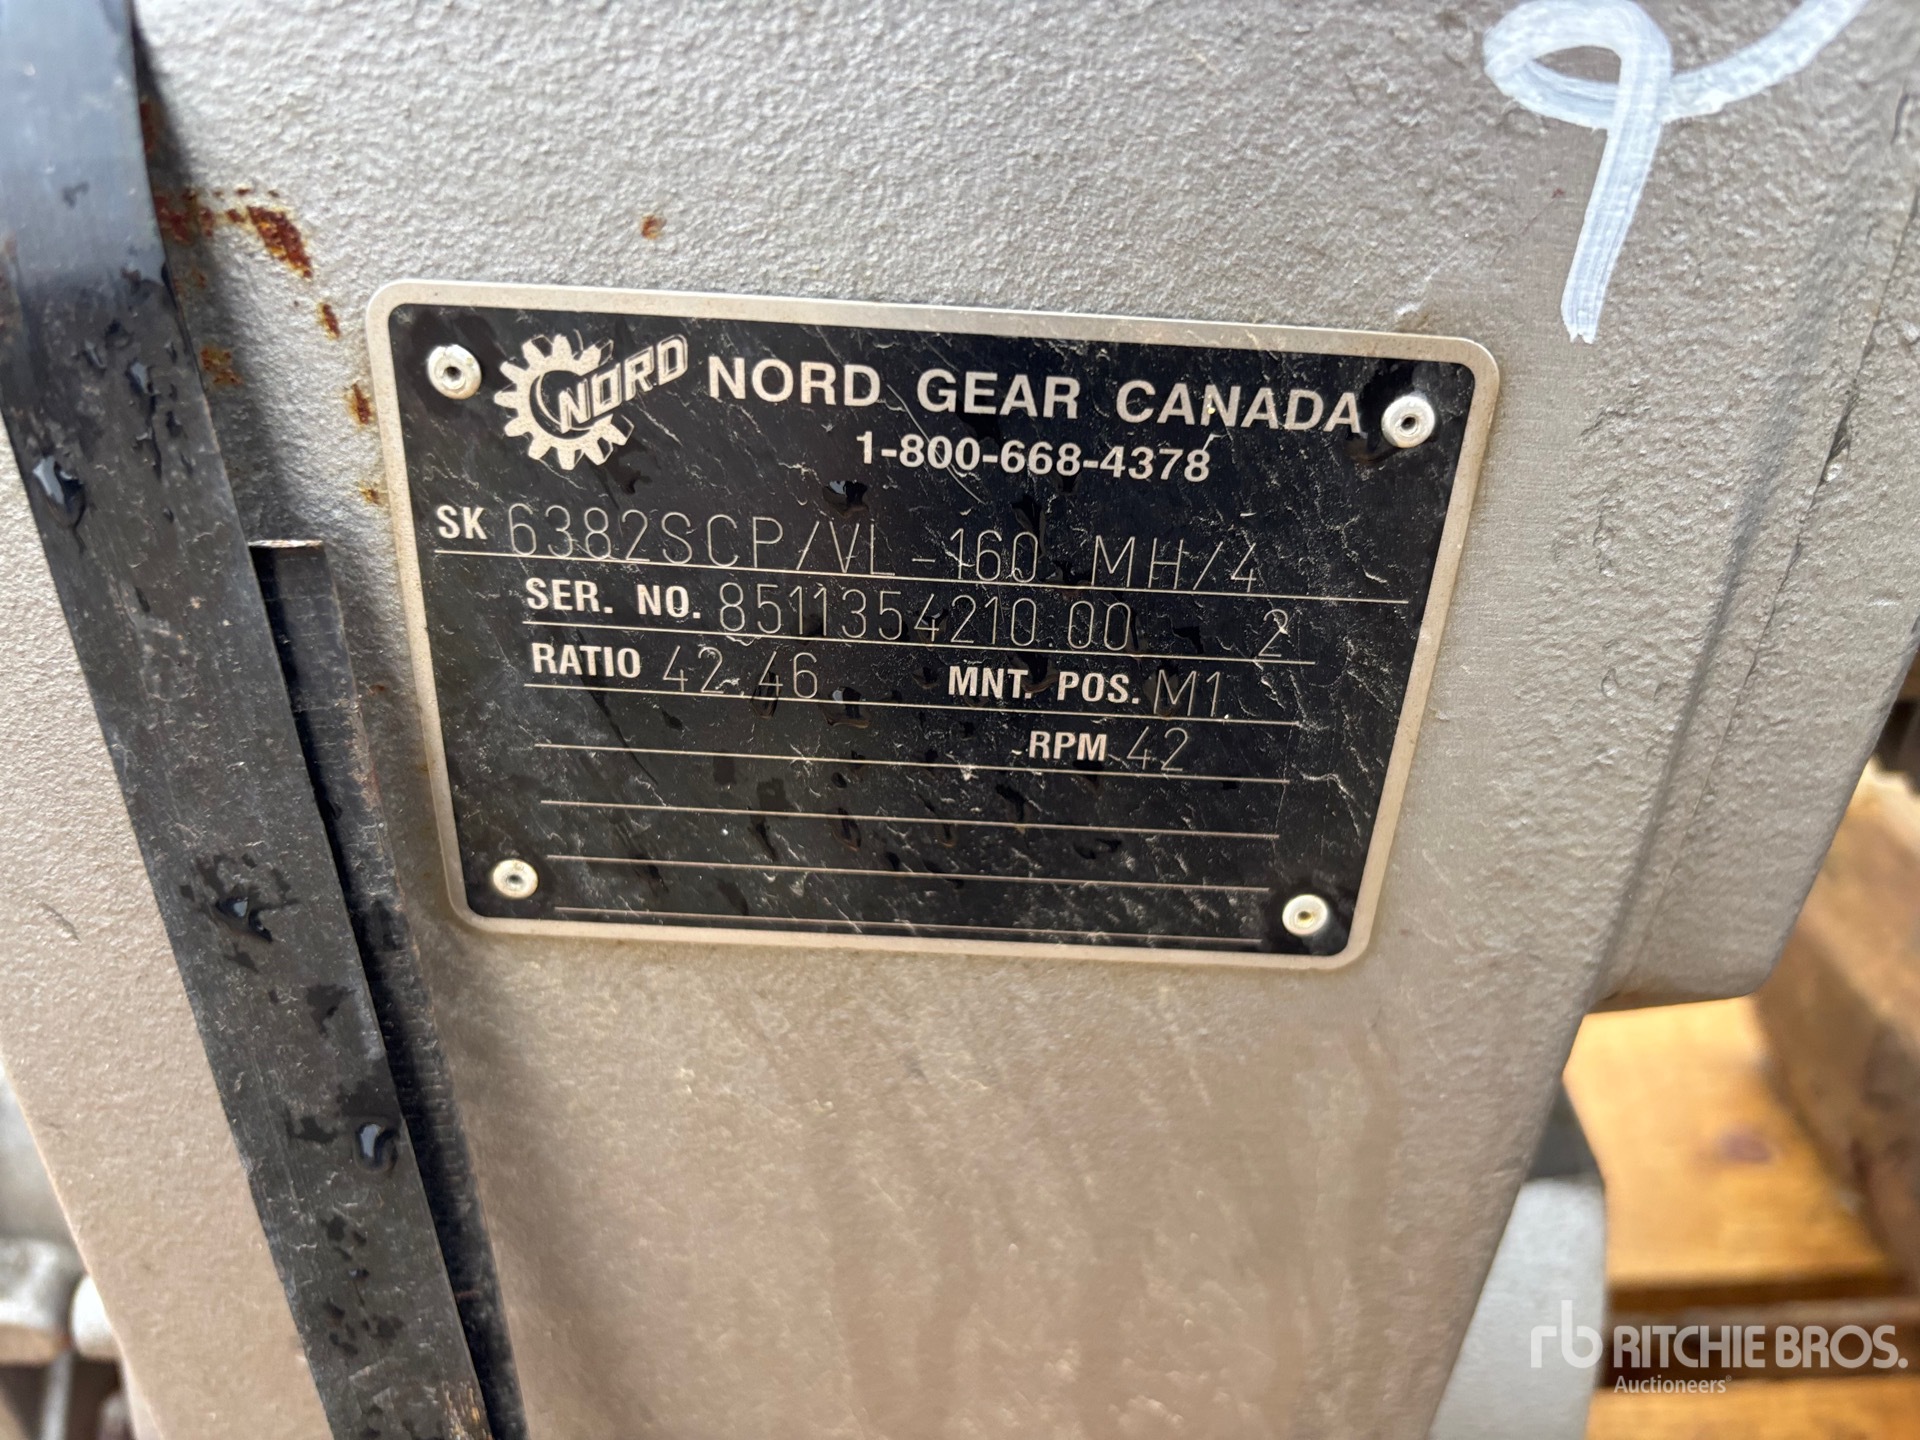 NORD NORD GEAR CANADA
1-800-668-4378
SK 6382SCP/VL-160 MH/4
SER. NO. 8511354210.00 2
RATIO 42.46 MNT. POS. M1
RPM 42
rb RITCHIE BROS.
Auctioneers